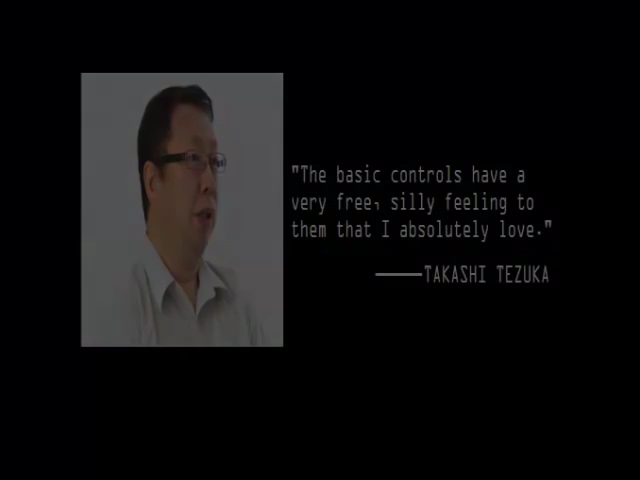 "The basic controls have a
very free, silly feeling to
them that I absolutely love."
———TAKASHI TEZUKA